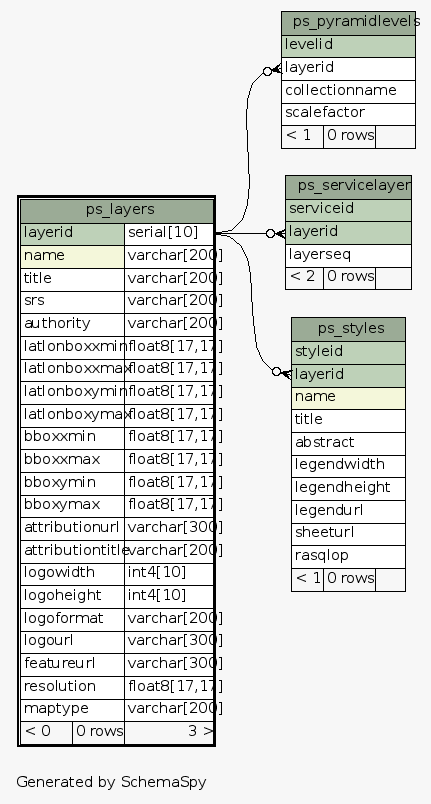 ps_pyramidlevels
levelid
layerid
collectionname
scalefactor
< 1 0 rows
ps_servicelayer
serviceid
layerid
layerseq
< 2 0 rows
ps_layers
layerid serial[10]
name varchar[200]
title varchar[200]
srs varchar[200]
authority varchar[200]
latlonboxxmin float8[17,17]
latlonboxxmax float8[17,17]
latlonboxymin float8[17,17]
latlonboxymax float8[17,17]
bboxxmin float8[17,17]
bboxxmax float8[17,17]
bboxymin float8[17,17]
bboxymax float8[17,17]
attributionurl varchar[300]
attributiontitle varchar[200]
logowidth int4[10]
logoheight int4[10]
logoformat varchar[200]
logourl varchar[300]
featureurl varchar[300]
resolution float8[17,17]
maptype varchar[200]
< 0 0 rows 3 >
ps_styles
styleid
layerid
name
title
abstract
legendwidth
legendheight
legendurl
sheeturl
rasqlop
< 1 0 rows
Generated by SchemaSpy